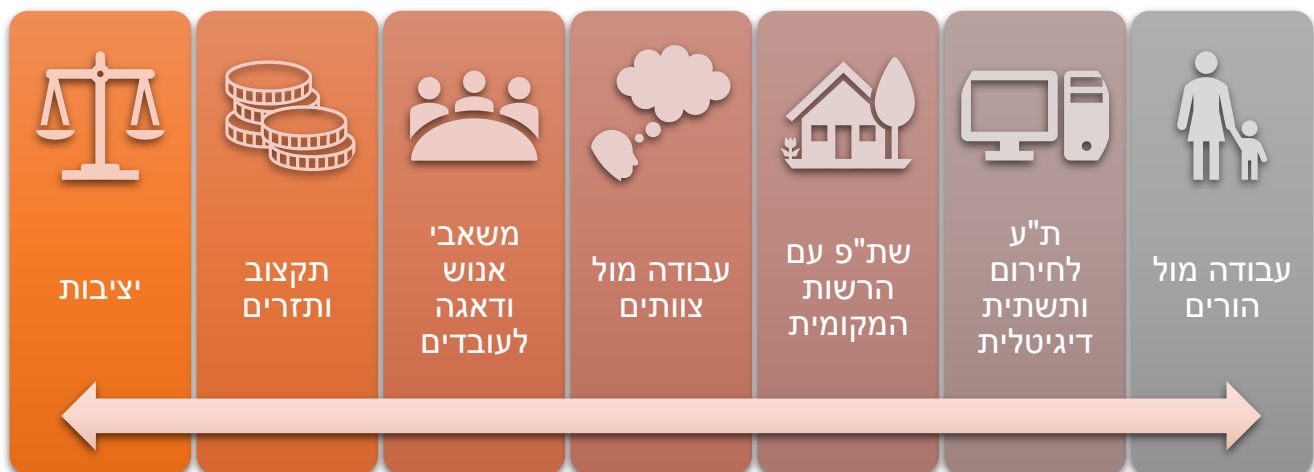 עבודה מול
הורים
ת"ע
לחירום
ותשתית
דיגיטלית
שת"פ עם
הרשות
המקומית
עבודה מול
צוותים
משאבי
אנוש
ודאגה
לעובדים
תקצוב
ותזרים
יציבות